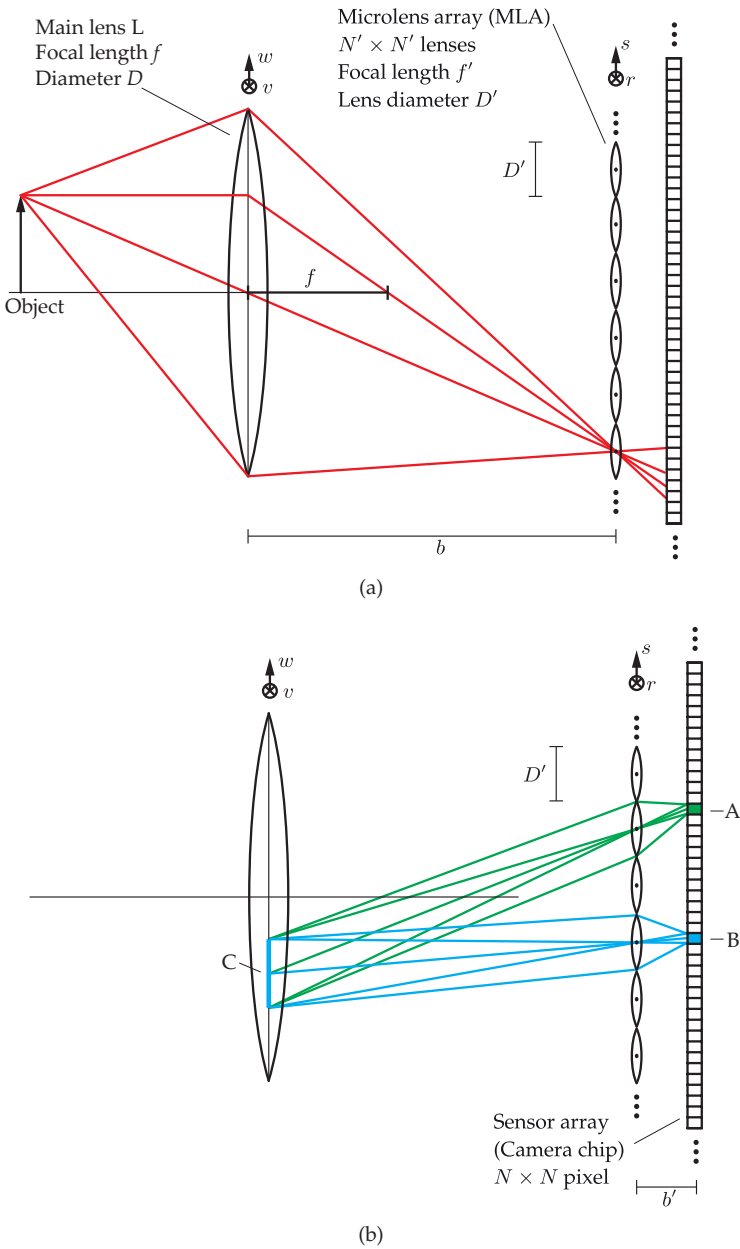 Main lens L
Focal length f
Diameter D
w
v
Microlens array (MLA)
N′ × N′ lenses
Focal length f′
Lens diameter D′
s
r
D′
f
Object
b
(a)
w
v
s
r
D′
–A
–B
C
Sensor array
(Camera chip)
N × N pixel
b′
(b)